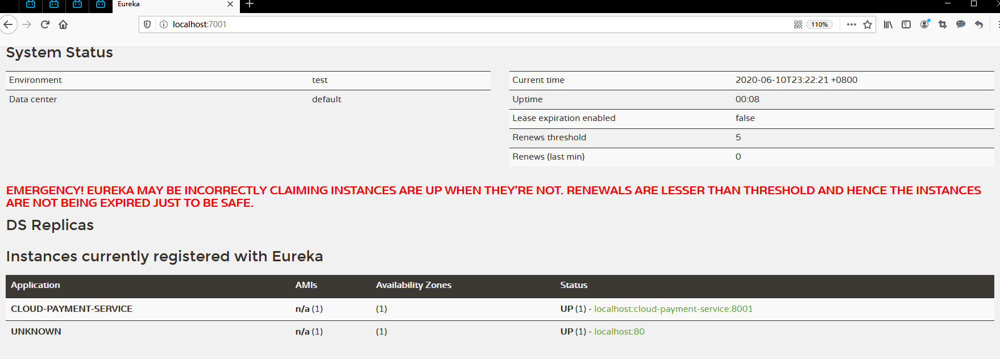 Eureka
localhost:7001
110%
System Status
Environment test
Data center default
Current time 2020-06-10T23:22:21 +0800
Uptime 00:08
Lease expiration enabled false
Renews threshold 5
Renews (last min) 0
EMERGENCY! EUREKA MAY BE INCORRECTLY CLAIMING INSTANCES ARE UP WHEN THEY’RE NOT. RENEWALS ARE LESSER THAN THRESHOLD AND HENCE THE INSTANCES
ARE NOT BEING EXPIRED JUST TO BE SAFE.
DS Replicas
Instances currently registered with Eureka
Application AMIs Availability Zones Status
CLOUD-PAYMENT-SERVICE n/a (1) (1) UP (1) - localhost:cloud-payment-service:8001
UNKNOWN n/a (1) (1) UP (1) - localhost:80